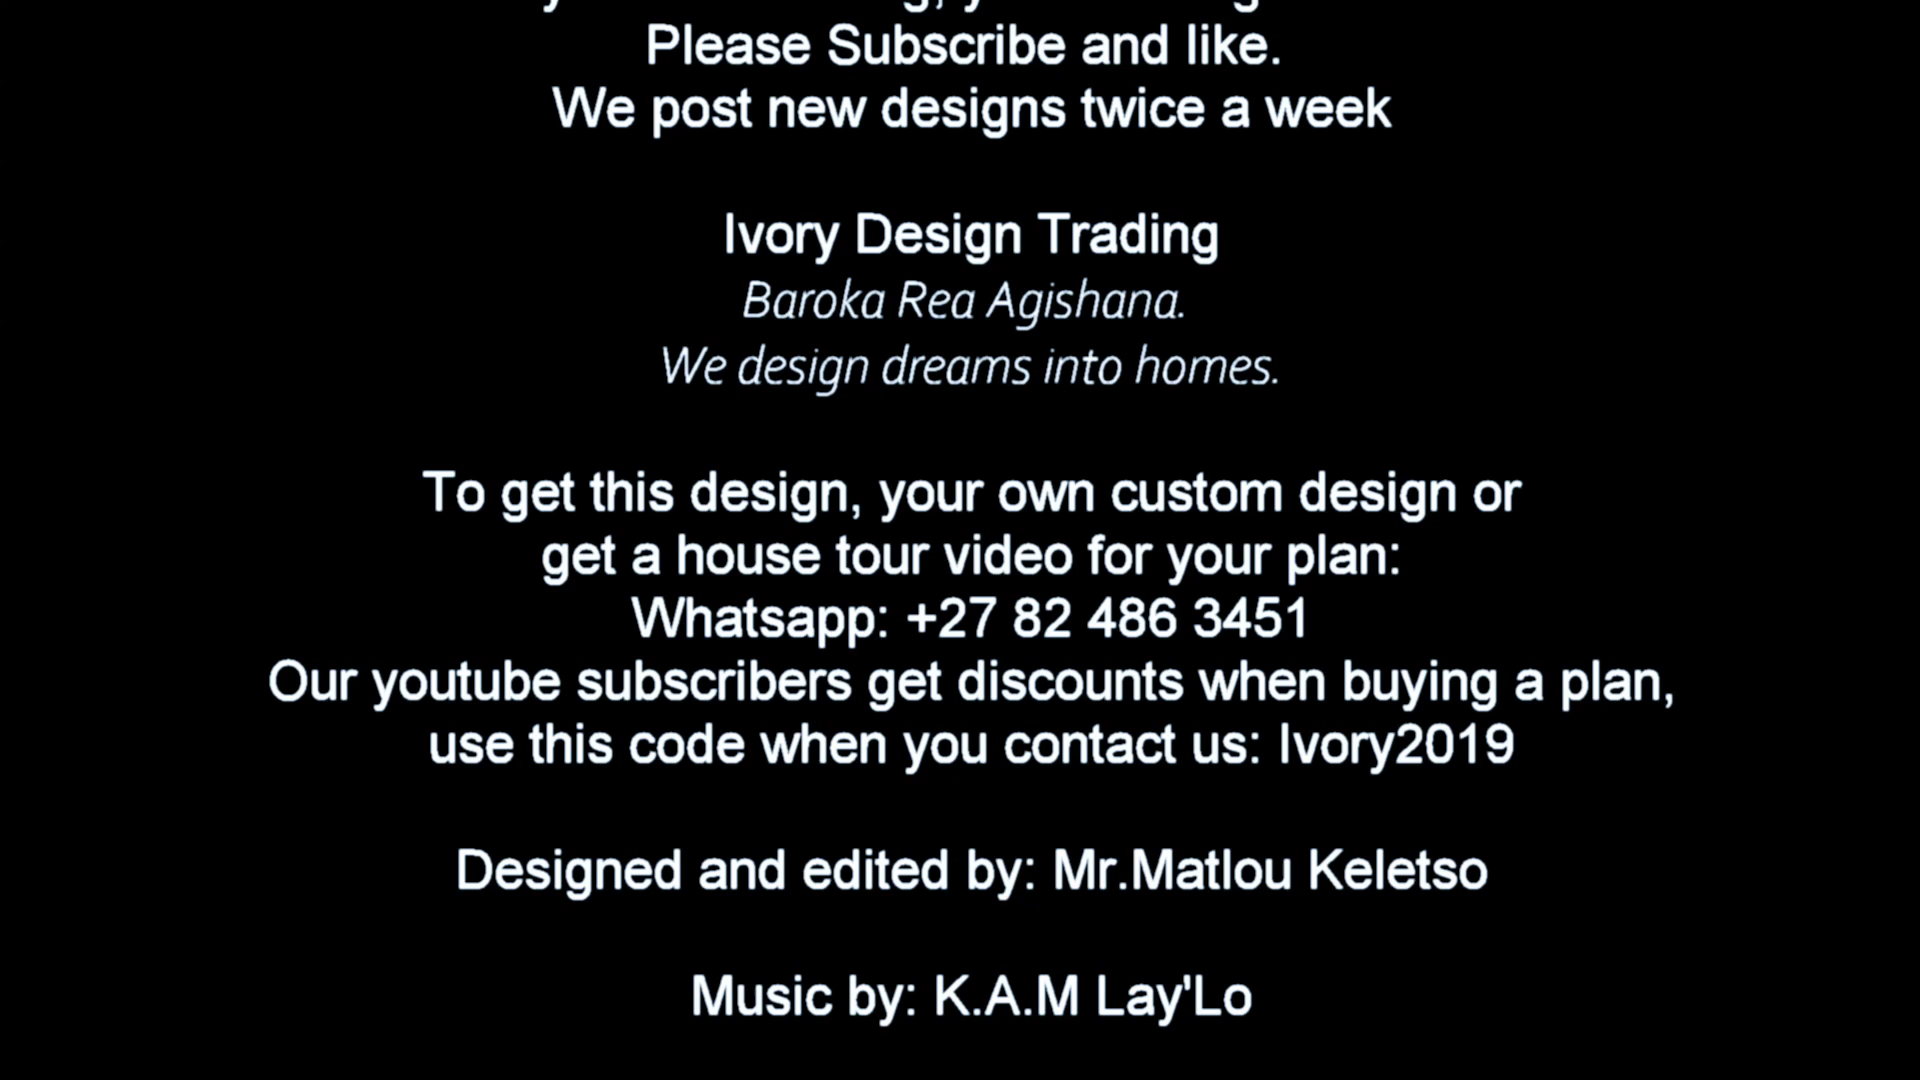 Please Subscribe and like.
We post new designs twice a week
Ivory Design Trading
Baroka Rea Agishana.
We design dreams into homes.
To get this design, your own custom design or
get a house tour video for your plan:
Whatsapp: +27 82 486 3451
Our youtube subscribers get discounts when buying a plan,
use this code when you contact us: Ivory2019
Designed and edited by: Mr.Matlou Keletso
Music by: K.A.M Lay'Lo